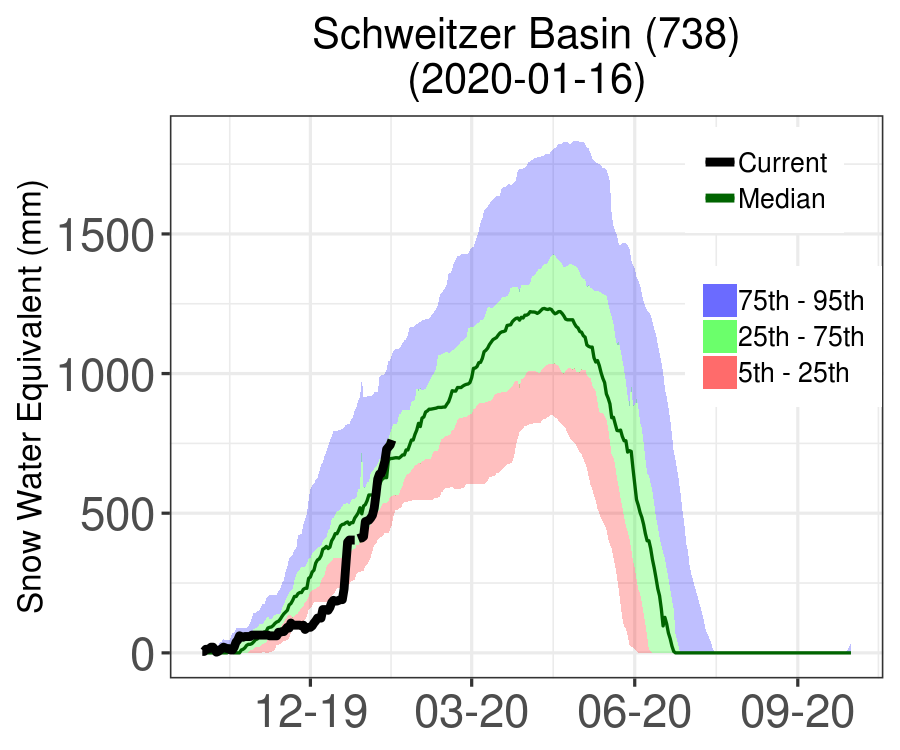 Schweitzer Basin (738)
(2020-01-16)
Snow Water Equivalent (mm)
1500
1000
500
0
12-19 03-20 06-20 09-20
Current
Median
75th - 95th
25th - 75th
5th - 25th